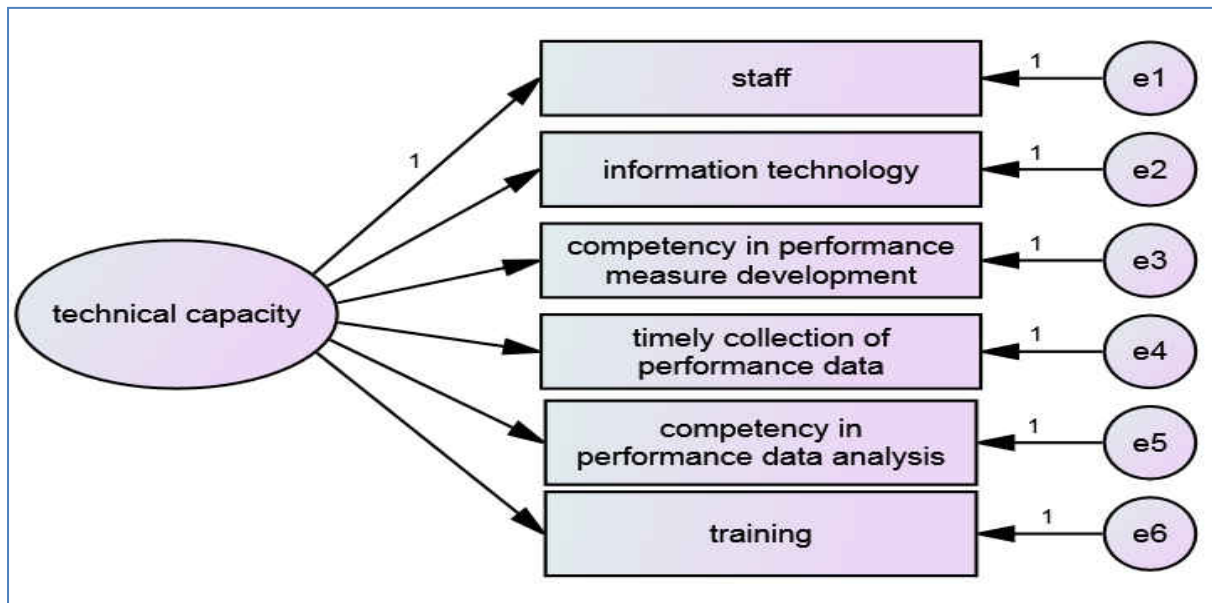 staff
1
e1
1
information technology
1
e2
competency in performance
measure development
1
e3
technical capacity
timely collection of
performance data
1
e4
competency in
performance data analysis
1
e5
training
1
e6